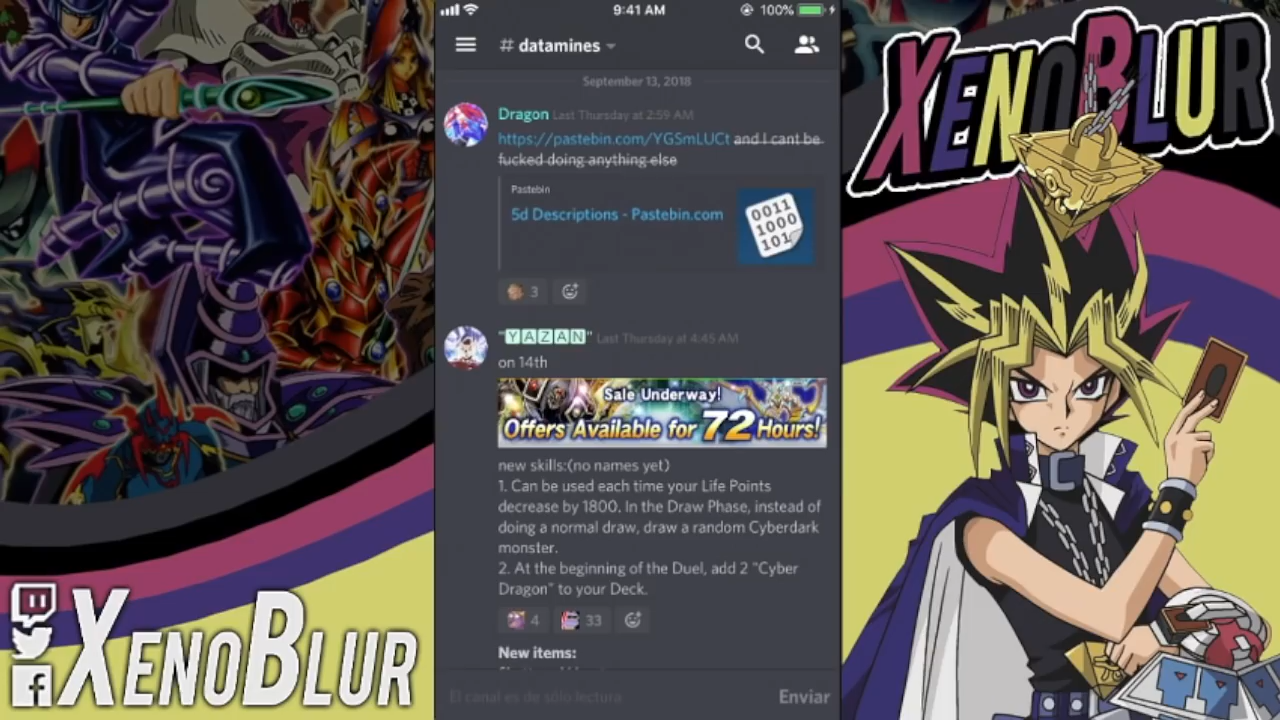 9:41 AM
100%
# datamines
September 13, 2018
Dragon Last Thursday at 2:59 AM
https://pastebin.com/YGSmLUCt and I cant be
fucked doing anything else
Pastebin
5d Descriptions - Pastebin.com
0011
1000
101
3
"YAZAN" Last Thursday at 4:45 AM
on 14th
Sale Underway!
Offers Available for 72 Hours!
new skills:(no names yet)
1. Can be used each time your Life Points
decrease by 1800. In the Draw Phase, instead of
doing a normal draw, draw a random Cyberdark
monster.
2. At the beginning of the Duel, add 2 "Cyber
Dragon" to your Deck.
4 33
New items:
El canal es de sólo lectura
Enviar
XENOBLUR
XENOBLUR